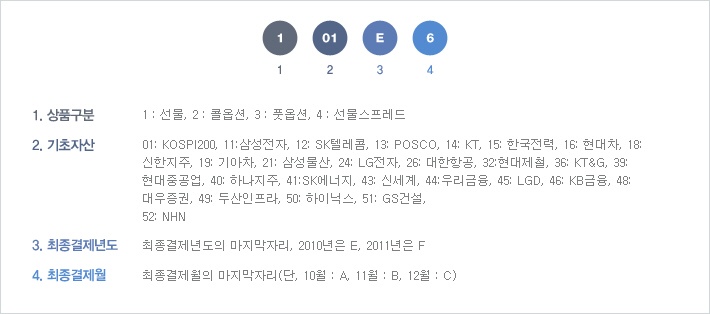 1 01 E 6
1 2 3 4
1. 상품구분 1 : 선물, 2 : 콜옵션, 3 : 풋옵션, 4 : 선물스프레드
2. 기초자산 01: KOSPI200, 11:삼성전자, 12: SK텔레콤, 13: POSCO, 14: KT, 15: 한국전력, 16: 현대차, 18:
신한지주, 19: 기아차, 21: 삼성물산, 24: LG전자, 26: 대한항공, 32:현대제철, 36: KT&G, 39:
현대중공업, 40: 하나지주, 41:SK에너지, 43: 신세계, 44:우리금융, 45: LGD, 46: KB금융, 48:
대우증권, 49: 두산인프라, 50: 하이닉스, 51: GS건설,
52: NHN
3. 최종결제년도 최종결제년도의 마지막자리, 2010년은 E, 2011년은 F
4. 최종결제월 최종결제월의 마지막자리(단, 10월 : A, 11월 : B, 12월 : C)